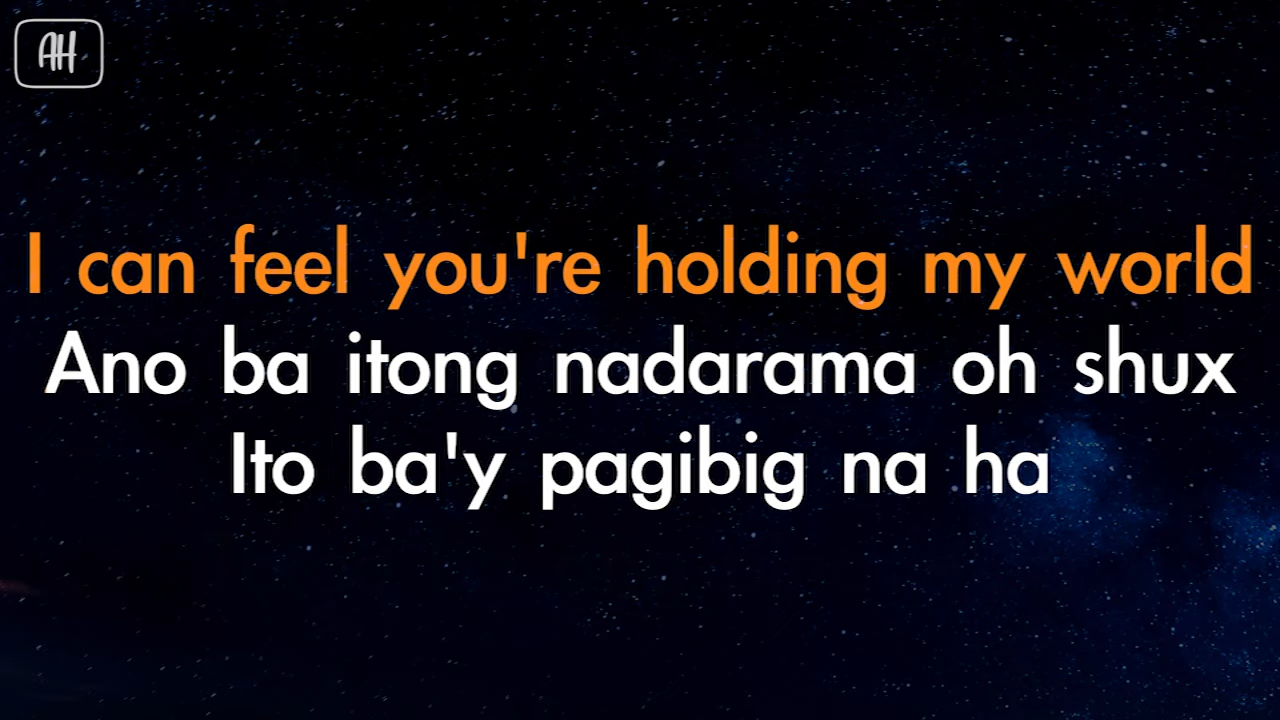 AH
I can feel you're holding my world
Ano ba itong nadarama oh shux
Ito ba'y pagibig na ha